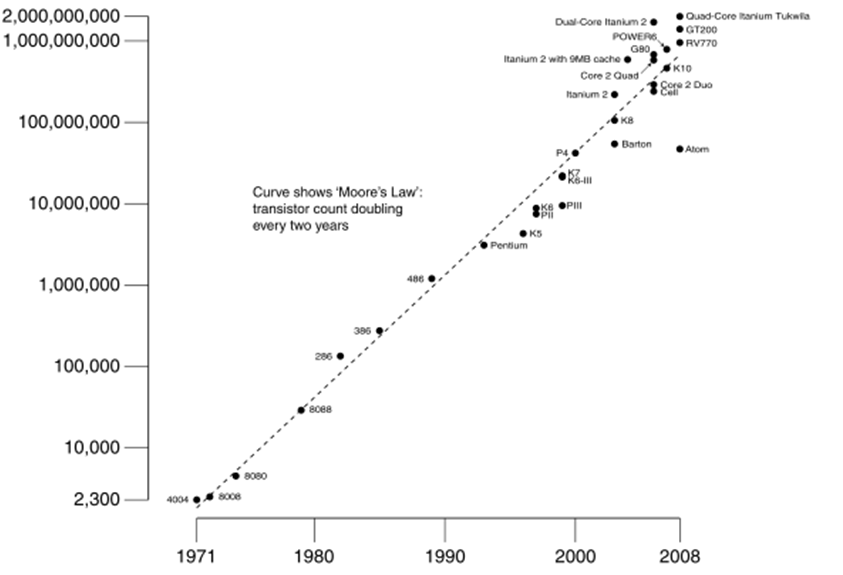 2,000,000,000
1,000,000,000
100,000,000
10,000,000
1,000,000
100,000
10,000
2,300
Quad-Core Itanium Tukwila
Dual-Core Itanium 2
GT200
POWER6
RV770
G80
Itanium 2 with 9MB cache
K10
Core 2 Quad
Core 2 Duo
Cell
Itanium 2
K8
Barton
Atom
P4
K7
K6-III
Curve shows ‘Moore’s Law’:
transistor count doubling
every two years
K6
PIII
PII
K5
Pentium
486
386
286
8088
8080
4004
8008
1971
1980
1990
2000
2008